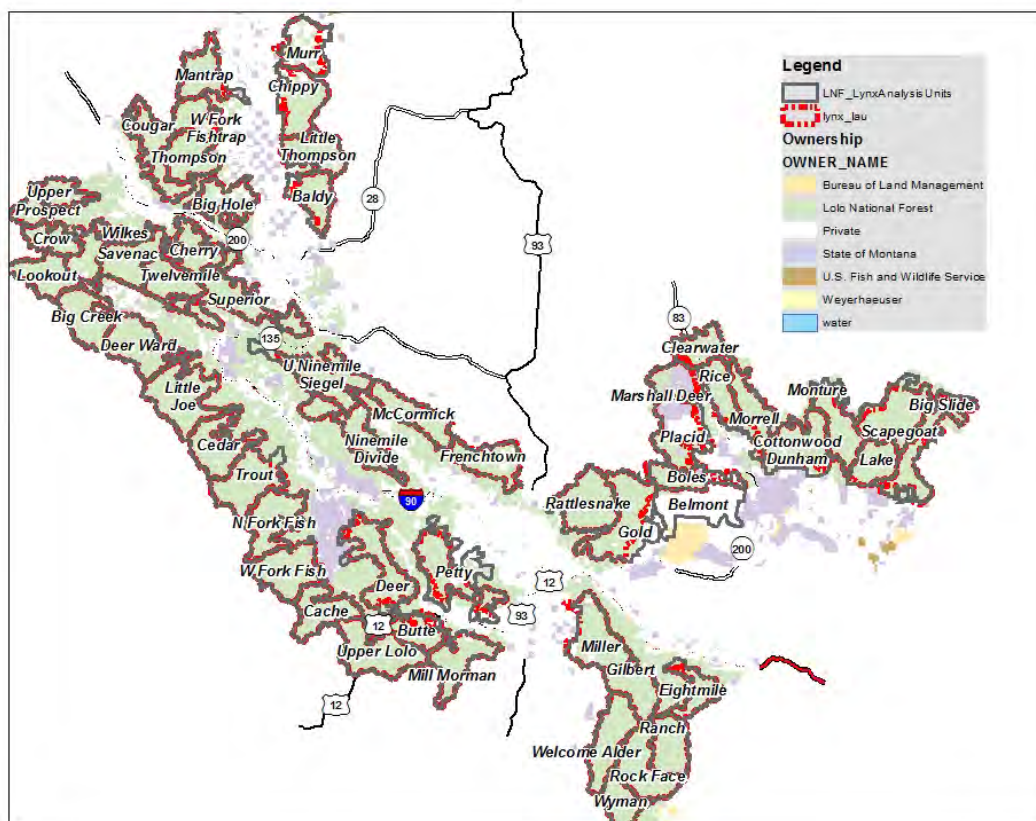 Murr
Mantrap
Chippy
Cougar
W Fork
Fishtrap
Thompson
Little
Thompson
Baldy
28
Upper
Prospect
Big Hole
Crow
Wilkes
Cherry
200
Savenac
Lookout
Twelvemile
Superior
Big Creek
135
Deer Ward
U Ninemile
Siegel
Little
Joe
McCormick
Cedar
Ninemile
Divide
Frenchtown
Trout
90
N Fork Fish
W Fork Fish
Deer
Petty
Cache
12
Butte
93
Upper Lolo
Mill Morman
12
93
12
83
Clearwater
Rice
Marshall Deer
Monture
Big Slide
Morrell
Scapegoat
Placid
Cottonwood
Dunham
Lake
Boles
Rattlesnake
Belmont
Gold
200
Miller
Gilbert
Eightmile
Ranch
Welcome Alder
Rock Face
Wyman
Legend
LNF_LynxAnalysis Units
lynx_lau
Ownership
OWNER_NAME
Bureau of Land Management
Lolo National Forest
Private
State of Montana
U.S. Fish and Wildlife Service
Weyerhaeuser
water